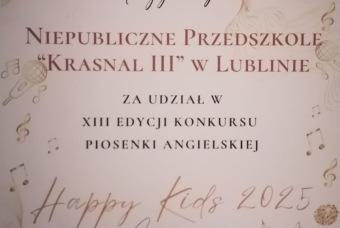 NIEPUBLICZNE PRZEDSZKOLE
"KRASNAL III" W LUBLINIE
ZA UDZIAŁ W
XIII EDYCJI KONKURSU
PIOSENKI ANGIELSKIEJ
Happy Kids 2025